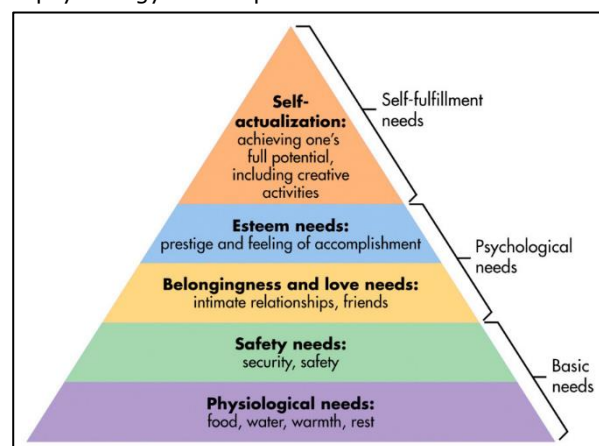 Self-
actualization:
achieving one's
full potential,
including creative
activities
Self-fulfillment
needs
Esteem needs:
prestige and feeling of accomplishment
Psychological
needs
Belongingness and love needs:
intimate relationships, friends
Safety needs:
security, safety
Basic
needs
Physiological needs:
food, water, warmth, rest